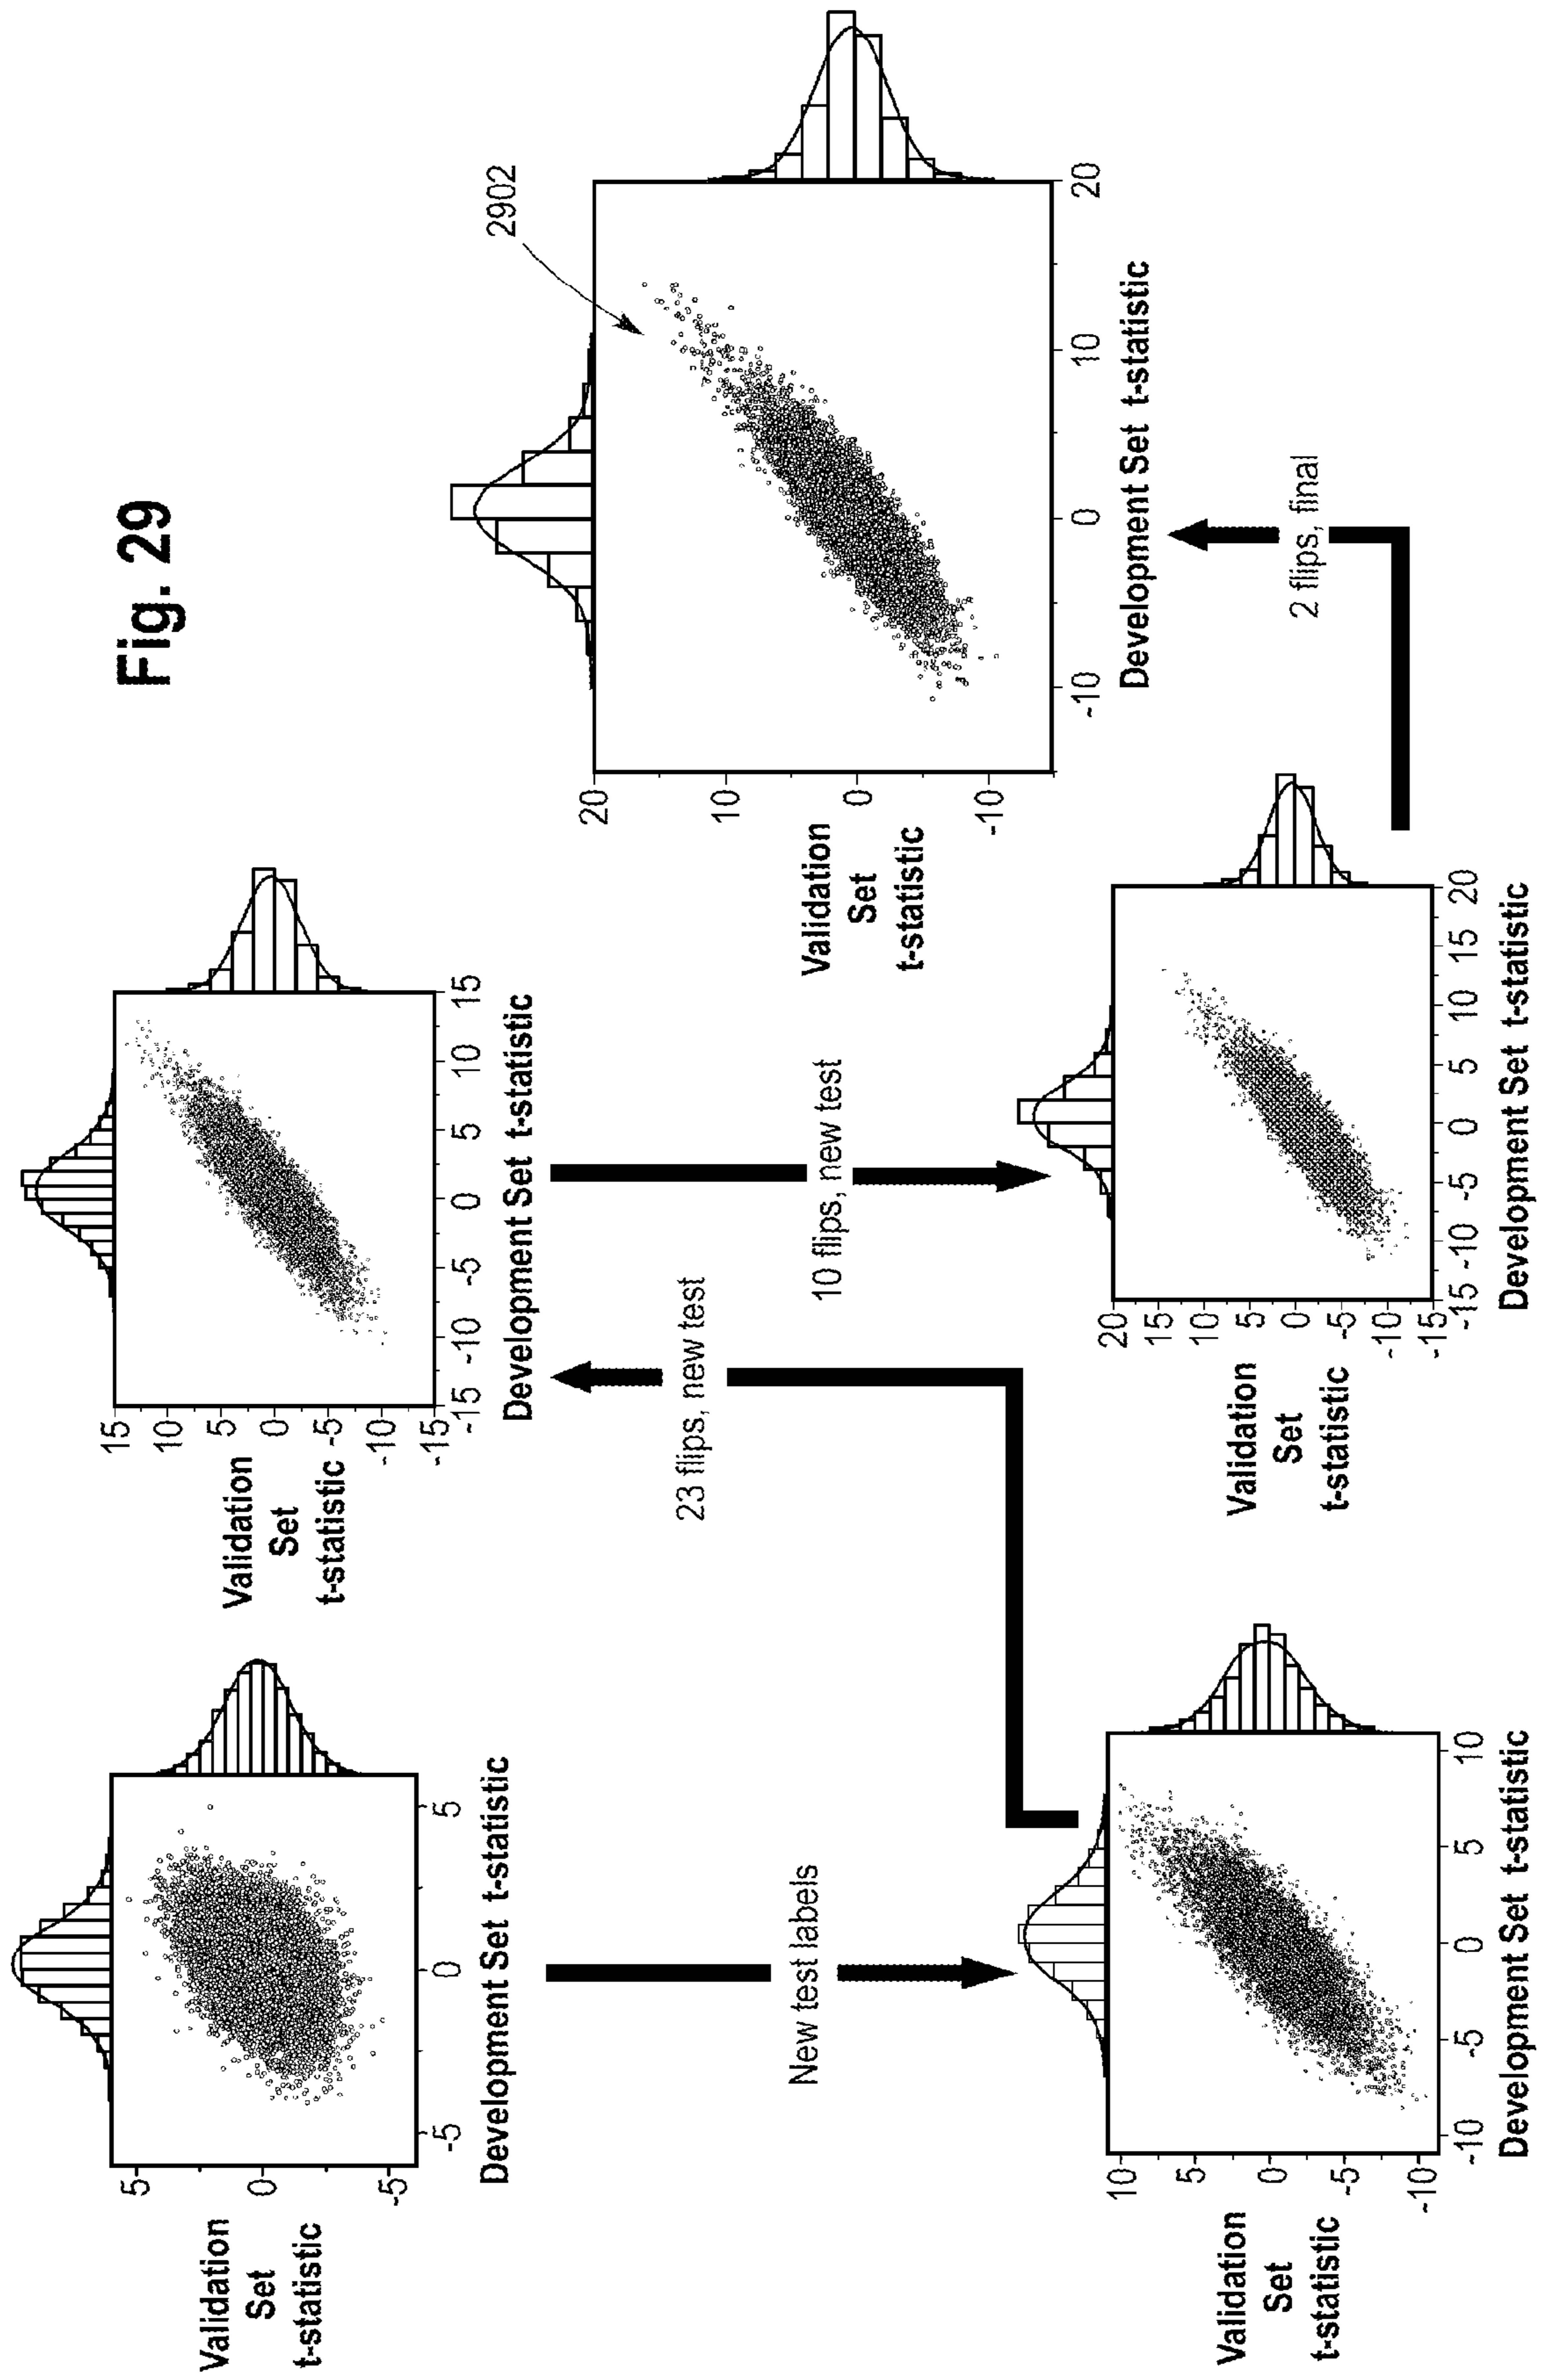 Fig. 29
5
0
-5
Validation
Set
t-statistic
-5
0
5
Development Set t-statistic
New test labels
10
5
0
-5
-10
Validation
Set
t-statistic
-10
-5
0
5
10
Development Set t-statistic
23 flips, new test
15
10
5
0
-5
-10
-15
Validation
Set
t-statistic
-15
-10
-5
0
5
10
15
Development Set t-statistic
10 flips, new test
20
15
10
5
0
-5
-10
-15
Validation
Set
t-statistic
-15
-10
-5
0
5
10
15
20
Development Set t-statistic
2 flips, final
2902
20
10
0
-10
Validation
Set
t-statistic
-10
0
10
20
Development Set t-statistic